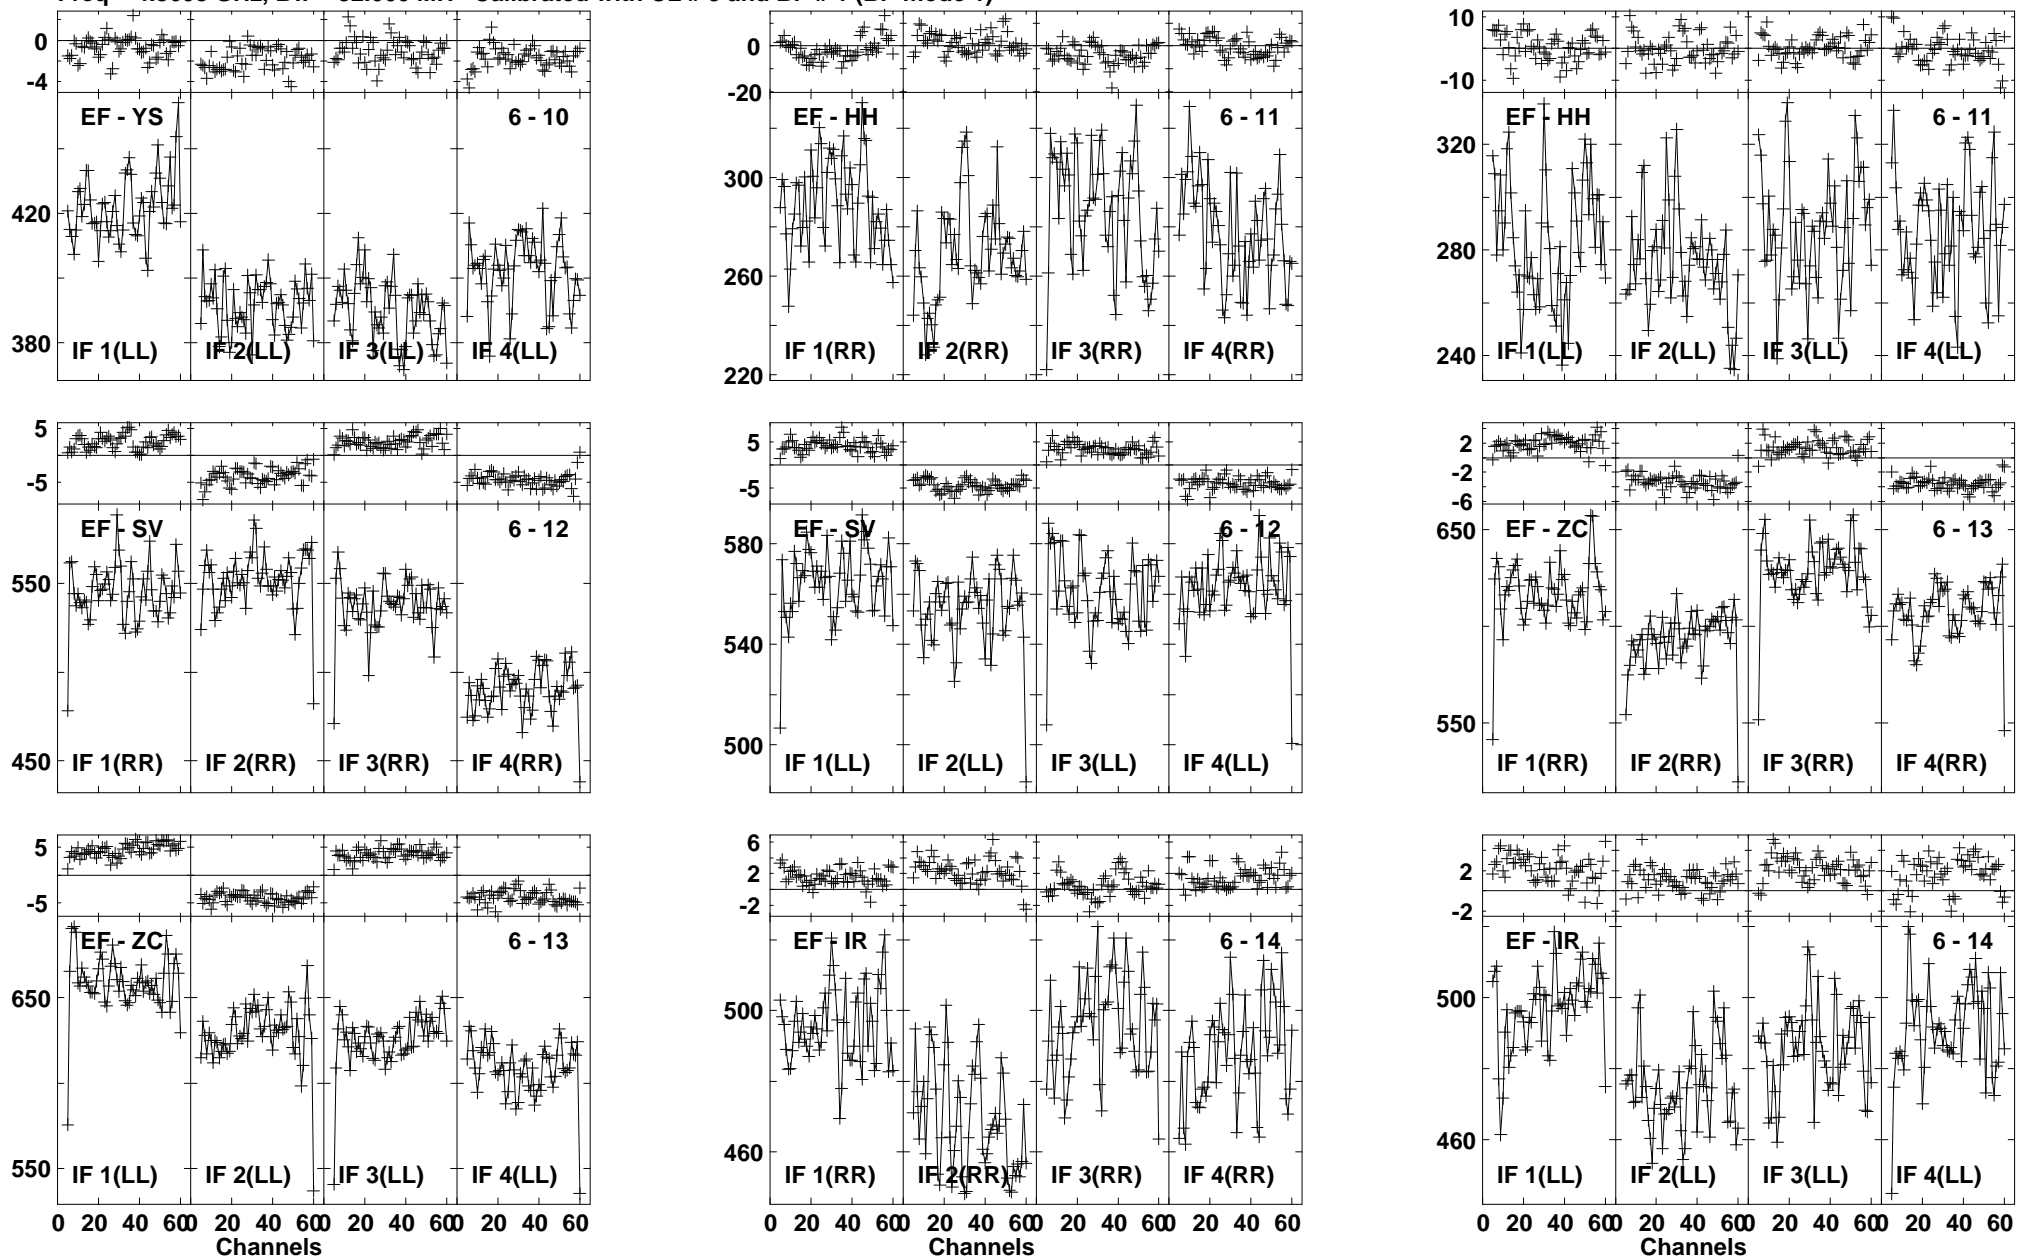 0 0 10
-4 -20 0 -10
EF - YS 6 - 10 EF - HH 6 - 11 EF - HH 6 - 11
420 300 320
380 260 280
220 240
IF 1(LL) IF 2(LL) IF 3(LL) IF 4(LL) IF 1(RR) IF 2(RR) IF 3(RR) IF 4(RR) IF 1(LL) IF 2(LL) IF 3(LL) IF 4(LL)
5 5 2
-5 -5 -2
-6
EF - SV 6 - 12 EF - SV 6 - 12 EF - ZC 6 - 13
550 580 650
450 540 550
500
IF 1(RR) IF 2(RR) IF 3(RR) IF 4(RR) IF 1(LL) IF 2(LL) IF 3(LL) IF 4(LL) IF 1(RR) IF 2(RR) IF 3(RR) IF 4(RR)
5 6 2
-5 2 -2
-2
EF - ZC 6 - 13 EF - IR 6 - 14 EF - IR 6 - 14
650 500 500
550 460 460
IF 1(LL) IF 2(LL) IF 3(LL) IF 4(LL) IF 1(RR) IF 2(RR) IF 3(RR) IF 4(RR) IF 1(LL) IF 2(LL) IF 3(LL) IF 4(LL)
0 20 40 60 0 20 40 60 0 20 40 60 0 20 40 60 0 20 40 60 0 20 40 60 0 20 40 60 0 20 40 60 0 20 40 60 0 20 40 60 0 20 40 60 0 20 40 60
Channels Channels Channels